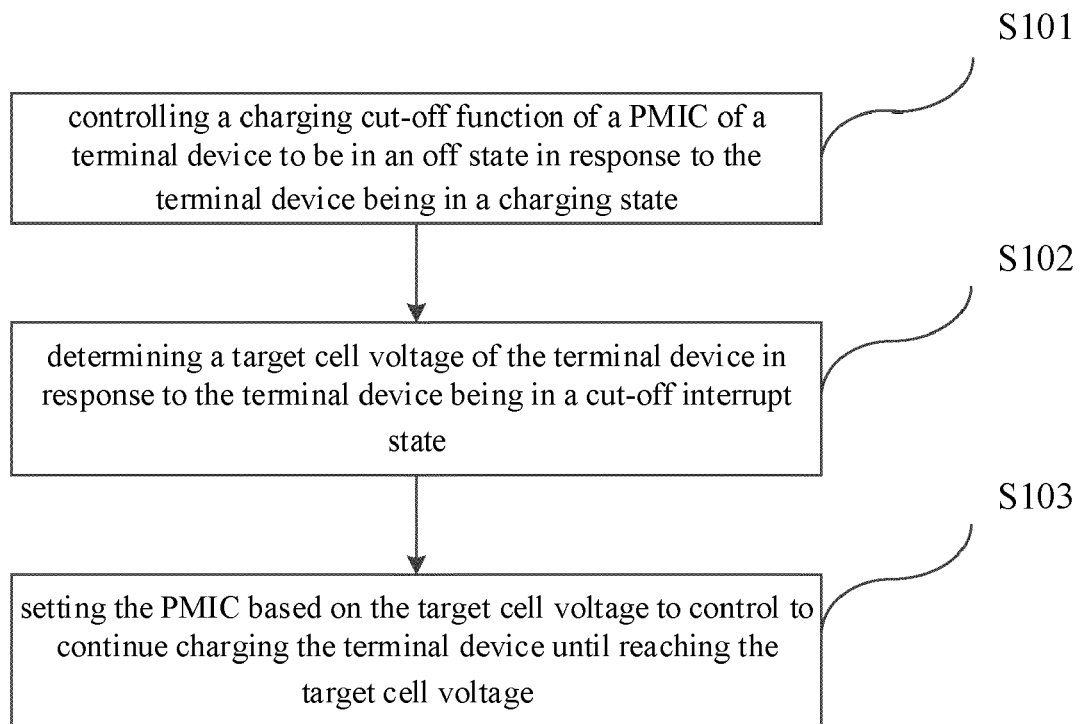 S101
controlling a charging cut-off function of a PMIC of a
terminal device to be in an off state in response to the
terminal device being in a charging state
S102
determining a target cell voltage of the terminal device in
response to the terminal device being in a cut-off interrupt
state
S103
setting the PMIC based on the target cell voltage to control to
continue charging the terminal device until reaching the
target cell voltage